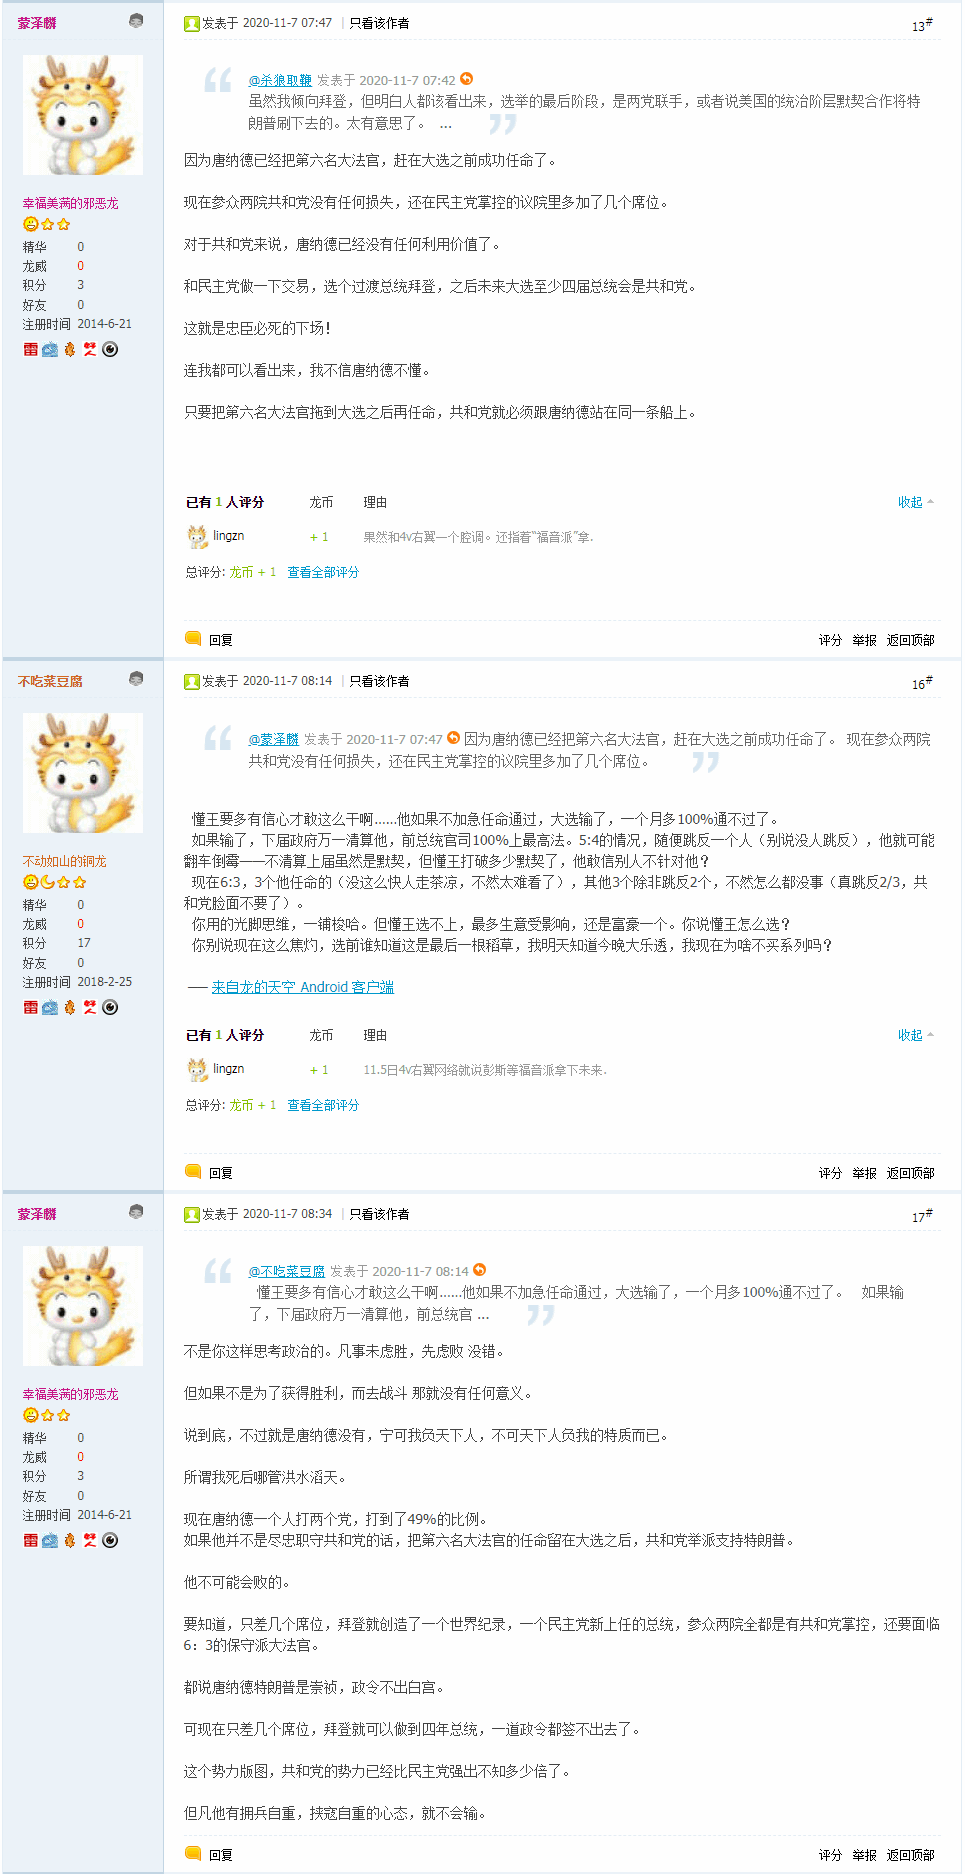 蒙泽麟
发表于 2020-11-7 07:47 | 只看该作者
13#
@杀狼取鞭 发表于 2020-11-7 07:42
虽然我倾向拜登，但明白人都该看出来，选举的最后阶段，是两党联手，或者说美国的统治阶层默契合作将特
朗普刷下去的。太有意思了。 ...
因为唐纳德已经把第六名大法官，赶在大选之前成功任命了。
现在参众两院共和党没有任何损失，还在民主党掌控的议院里多加了几个席位。
对于共和党来说，唐纳德已经没有任何利用价值了。
和民主党做一下交易，选个过渡总统拜登，之后未来大选至少四届总统会是共和党。
这就是忠臣必死的下场！
连我都可以看出来，我不信唐纳德不懂。
只要把第六名大法官拖到大选之后再任命，共和党就必须跟唐纳德站在同一条船上。
幸福美满的邪恶龙
精华 0
龙威 0
积分 3
好友 0
注册时间 2014-6-21
雷
已有 1 人评分 龙币 理由 收起
lingzn + 1 果然和4v右翼一个腔调。还指着“福音派”拿.
总评分: 龙币 + 1 查看全部评分
回复 评分 举报 返回顶部
不吃菜豆腐
发表于 2020-11-7 08:14 | 只看该作者
16#
@蒙泽麟 发表于 2020-11-7 07:47 因为唐纳德已经把第六名大法官，赶在大选之前成功任命了。 现在参众两院
共和党没有任何损失，还在民主党掌控的议院里多加了几个席位。
懂王要多有信心才敢这么干啊……他如果不加急任命通过，大选输了，一个月多100%通不过了。
如果输了，下届政府万一清算他，前总统官司100%上最高法。5:4的情况，随便跳反一个人（别说没人跳反），他就可能
翻车倒霉——不清算上届虽然是默契，但懂王打破多少默契了，他敢信别人不针对他？
现在6:3，3个他任命的（没这么快人走茶凉，不然太难看了），其他3个除非跳反2个，不然怎么都没事（真跳反2/3，共
和党脸面不要了）。
你用的光脚思维，一铺梭哈。但懂王选不上，最多生意受影响，还是富豪一个。你说懂王怎么选？
你别说现在这么焦灼，选前谁知道这是最后一根稻草，我明天知道今晚大乐透，我现在为啥不买系列吗？
—— 来自龙的天空 Android 客户端
不动如山的铜龙
精华 0
龙威 0
积分 17
好友 0
注册时间 2018-2-25
雷
已有 1 人评分 龙币 理由 收起
lingzn + 1 11.5日4v右翼网络就说彭斯等福音派拿下未来.
总评分: 龙币 + 1 查看全部评分
回复 评分 举报 返回顶部
蒙泽麟
发表于 2020-11-7 08:34 | 只看该作者
17#
@不吃菜豆腐 发表于 2020-11-7 08:14
懂王要多有信心才敢这么干啊……他如果不加急任命通过，大选输了，一个月多100%通不过了。 如果输
了，下届政府万一清算他，前总统官 ...
不是你这样思考政治的。凡事未虑胜，先虑败 没错。
但如果不是为了获得胜利，而去战斗 那就没有任何意义。
说到底，不过就是唐纳德没有，宁可我负天下人，不可天下人负我的特质而已。
所谓我死后哪管洪水滔天。
现在唐纳德一个人打两个党，打到了49%的比例。
如果他并不是尽忠职守共和党的话，把第六名大法官的任命留在大选之后，共和党举派支持特朗普。
他不可能会败的。
要知道，只差几个席位，拜登就创造了一个世界纪录，一个民主党新上任的总统，参众两院全都是有共和党掌控，还要面临
6：3的保守派大法官。
都说唐纳德特朗普是崇祯，政令不出白宫。
可现在只差几个席位，拜登就可以做到四年总统，一道政令都签不出去了。
这个势力版图，共和党的势力已经比民主党强出不知多少倍了。
但凡他有拥兵自重，挟寇自重的心态，就不会输。
幸福美满的邪恶龙
精华 0
龙威 0
积分 3
好友 0
注册时间 2014-6-21
雷
回复 评分 举报 返回顶部